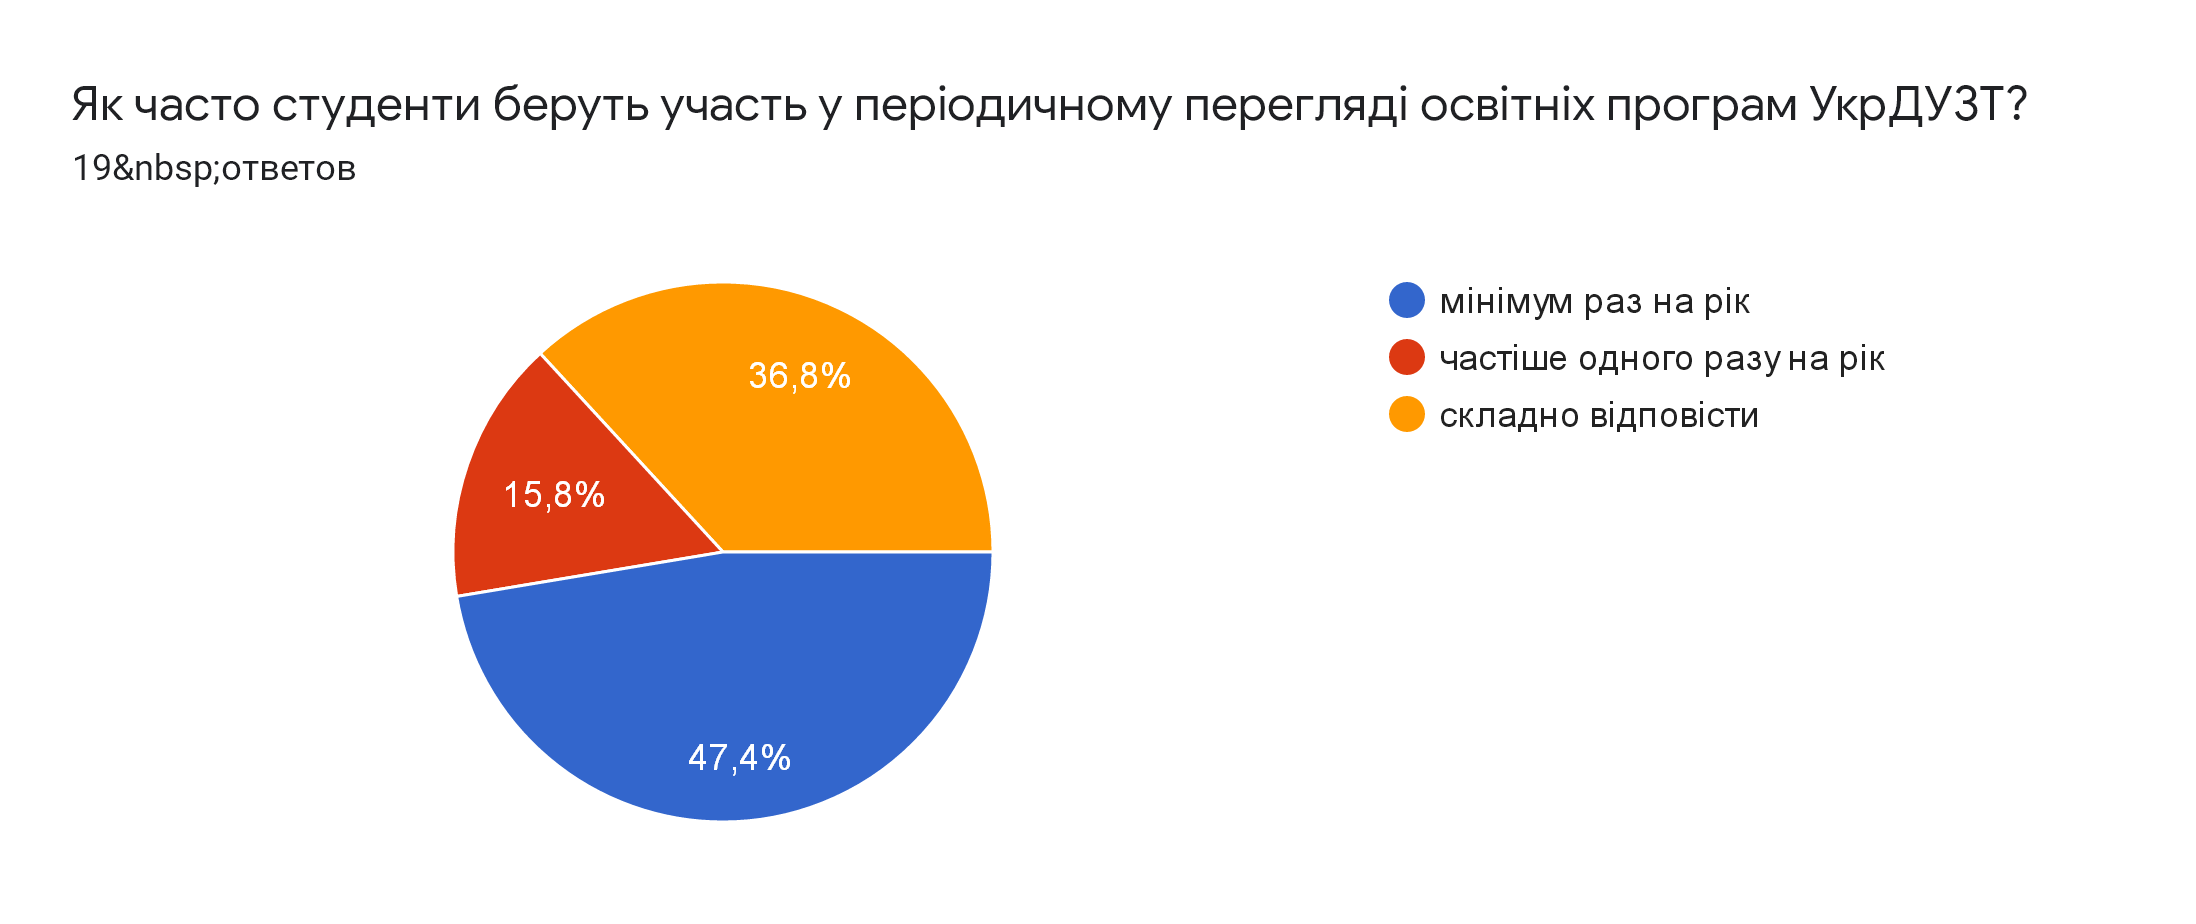 Як часто студенти беруть участь у періодичному перегляді освітніх програм УкрДУЗТ?
19&nbsp;ответов
мінімум раз на рік
частіше одного разу на рік
складно відповісти
36,8%
15,8%
47,4%